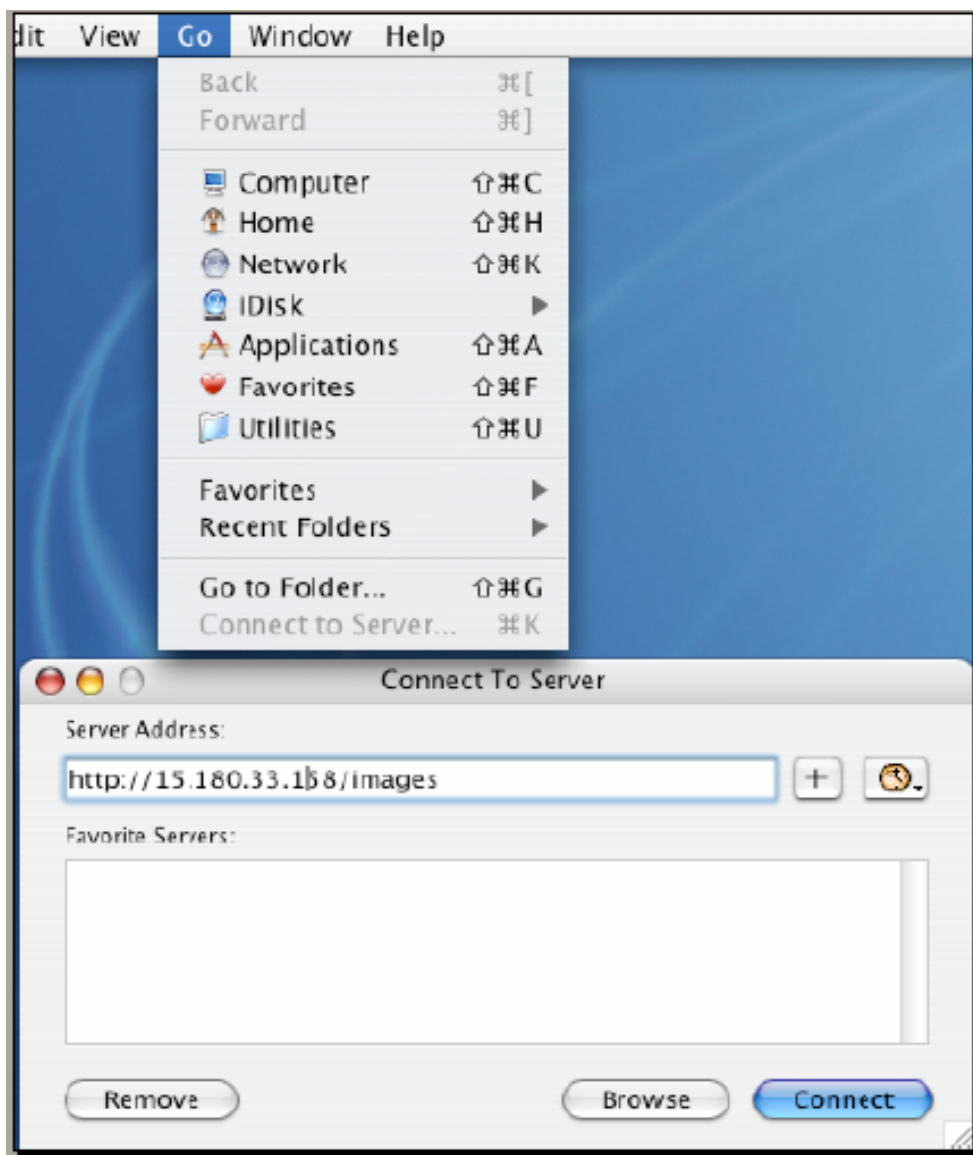 dit View Go Window Help
Back ⌘[
Forward ⌘]
Computer ⇧⌘C
Home ⇧⌘H
Network ⇧⌘K
iDisk ▶
Applications ⇧⌘A
Favorites ⇧⌘F
Utilities ⇧⌘U
Favorites ▶
Recent Folders ▶
Go to Folder... ⇧⌘G
Connect to Server... ⌘K
Connect To Server
Server Address:
http://15.180.33.168/images
Favorite Servers:
Remove Browse Connect